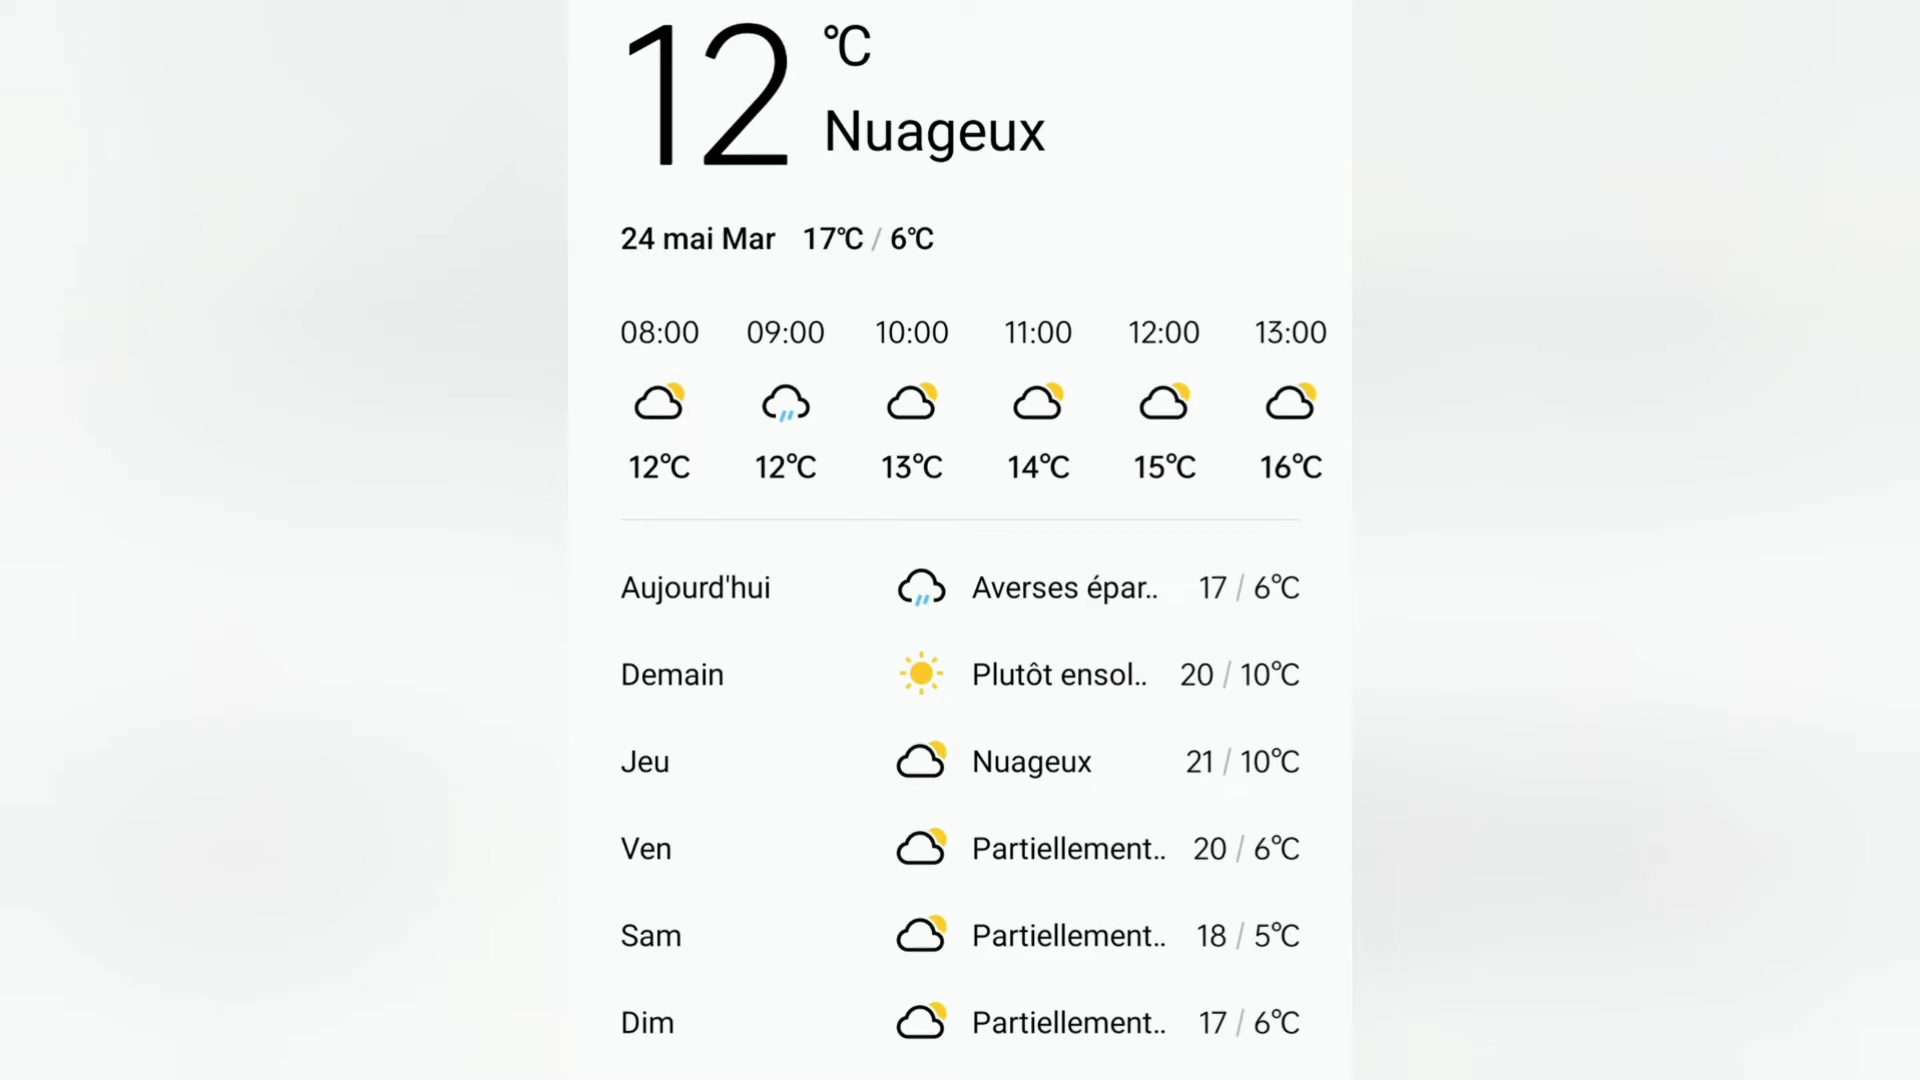 12 °C
Nuageux
24 mai Mar 17°C / 6°C
08:00 09:00 10:00 11:00 12:00 13:00
12°C 12°C 13°C 14°C 15°C 16°C
Aujourd'hui Averses épar.. 17 / 6°C
Demain Plutôt ensol.. 20 / 10°C
Jeu Nuageux 21 / 10°C
Ven Partiellement.. 20 / 6°C
Sam Partiellement.. 18 / 5°C
Dim Partiellement.. 17 / 6°C